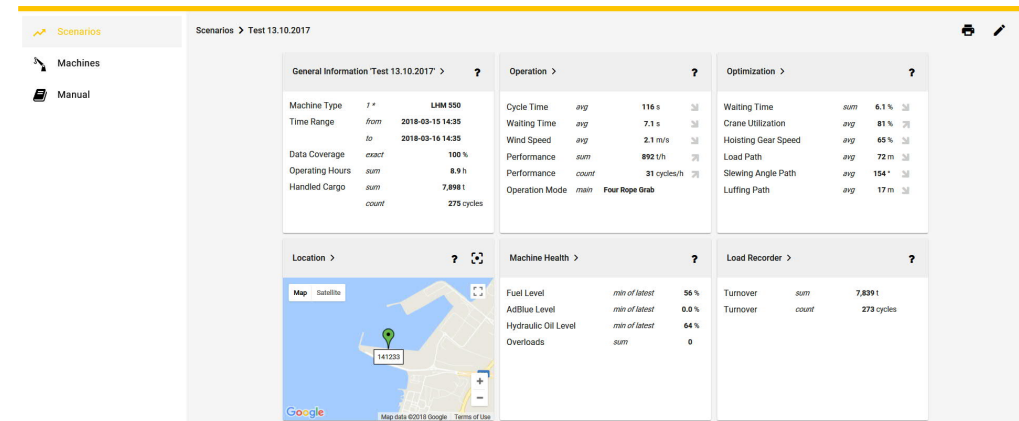 Scenarios
Machines
Manual
Scenarios > Test 13.10.2017
General Information 'Test 13.10.2017' > ?
Machine Type 1 * LHM 550
Time Range from 2018-03-15 14:35
to 2018-03-16 14:35
Data Coverage exact 100 %
Operating Hours sum 8.9 h
Handled Cargo sum 7,898 t
count 275 cycles
Operation > ?
Cycle Time avg 116 s
Waiting Time avg 7.1 s
Wind Speed avg 2.1 m/s
Performance sum 892 t/h
Performance count 31 cycles/h
Operation Mode main Four Rope Grab
Optimization > ?
Waiting Time sum 6.1 %
Crane Utilization avg 81 %
Hoisting Gear Speed avg 65 %
Load Path avg 72 m
Slewing Angle Path avg 154 °
Luffing Path avg 17 m
Location > ?
Map Satellite
141233
+
−
Google
Map data ©2018 Google Terms of Use
Machine Health > ?
Fuel Level min of latest 56 %
AdBlue Level min of latest 0.0 %
Hydraulic Oil Level min of latest 64 %
Overloads sum 0
Load Recorder > ?
Turnover sum 7,839 t
Turnover count 273 cycles